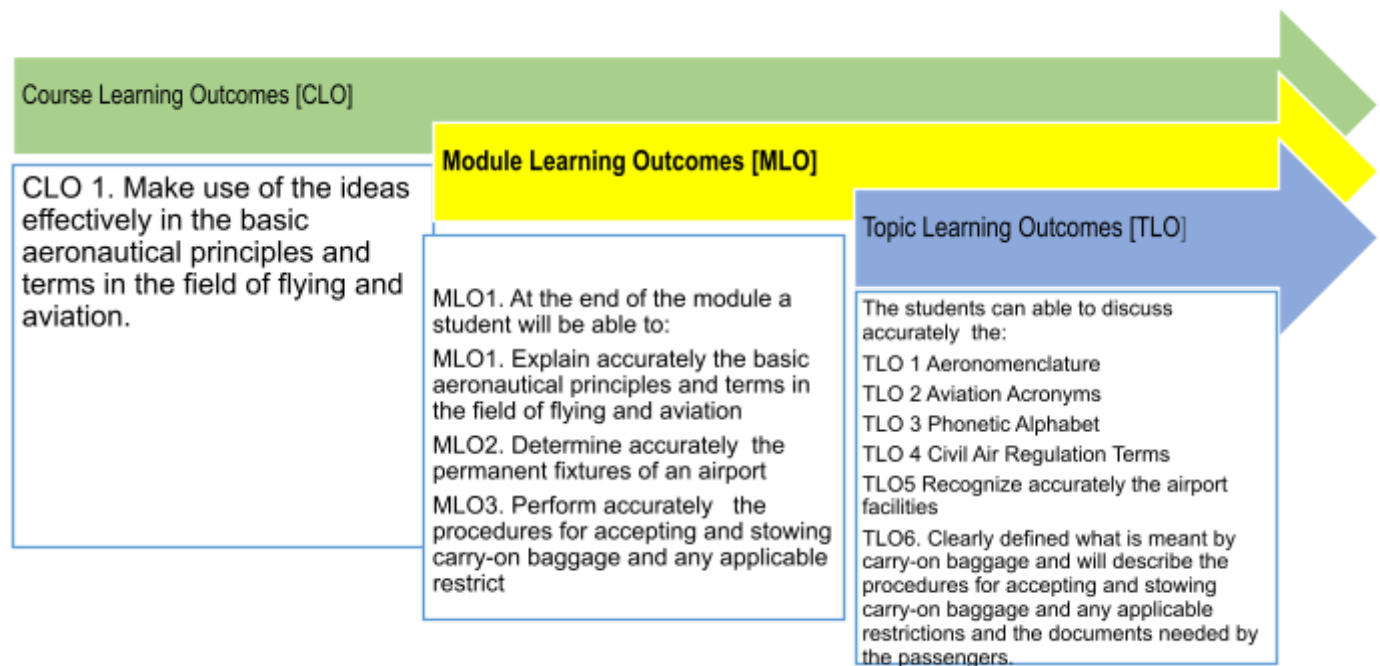 Course Learning Outcomes [CLO]
CLO 1. Make use of the ideas
effectively in the basic
aeronautical principles and
terms in the field of flying and
aviation.
Module Learning Outcomes [MLO]
MLO1. At the end of the module a
student will be able to:
MLO1. Explain accurately the basic
aeronautical principles and terms in
the field of flying and aviation
MLO2. Determine accurately the
permanent fixtures of an airport
MLO3. Perform accurately the
procedures for accepting and stowing
carry-on baggage and any applicable
restrict
Topic Learning Outcomes [TLO]
The students can able to discuss
accurately the:
TLO 1 Aeronomenclature
TLO 2 Aviation Acronyms
TLO 3 Phonetic Alphabet
TLO 4 Civil Air Regulation Terms
TLO5 Recognize accurately the airport
facilities
TLO6. Clearly defined what is meant by
carry-on baggage and will describe the
procedures for accepting and stowing
carry-on baggage and any applicable
restrictions and the documents needed by
the passengers.